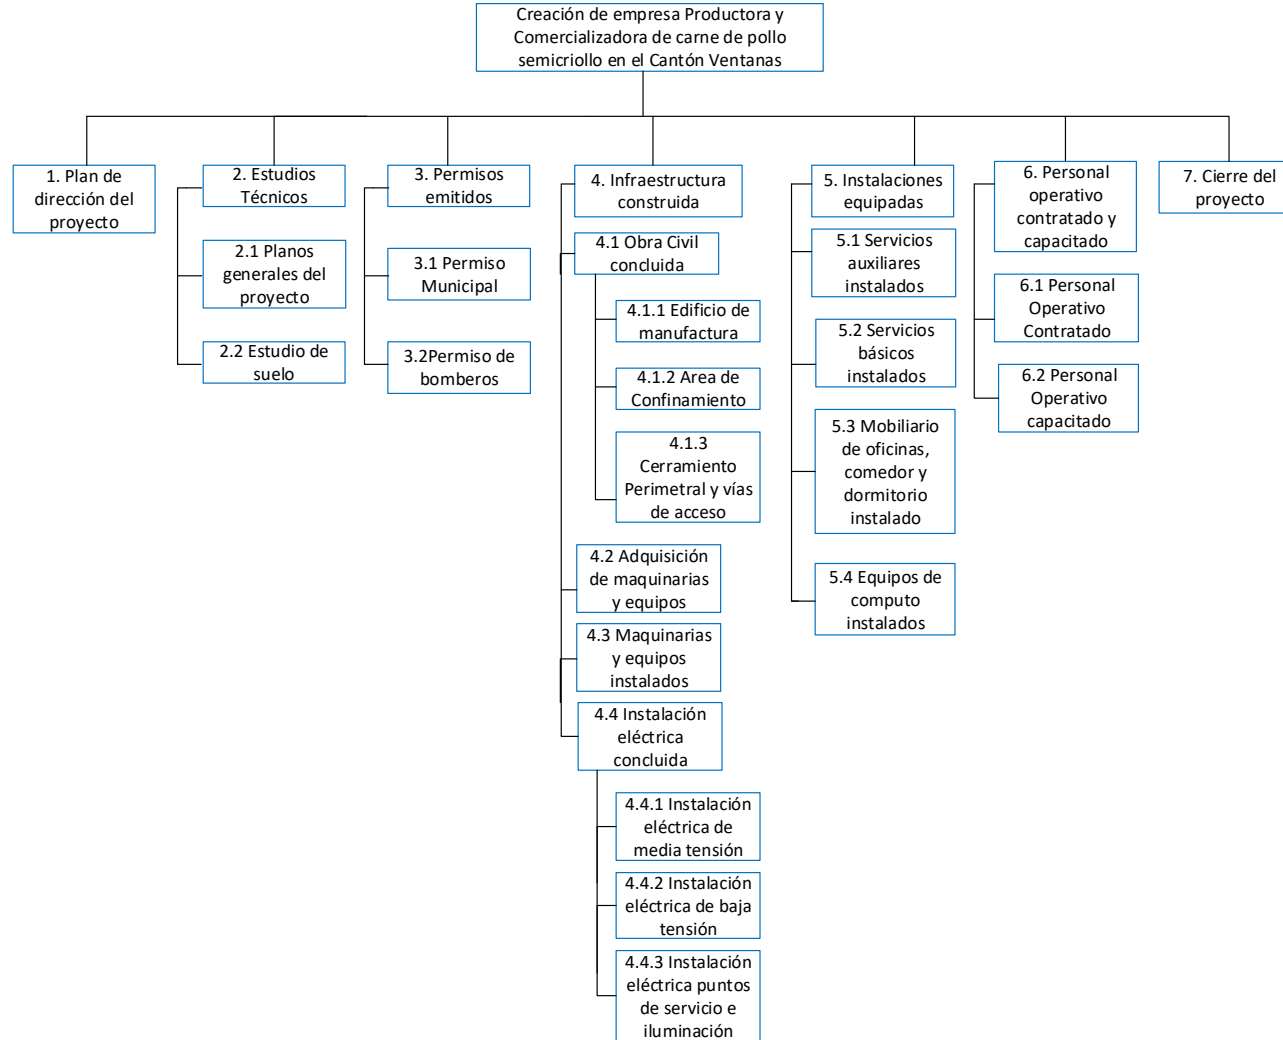 Creación de empresa Productora y
Comercializadora de carne de pollo
semicriollo en el Cantón Ventanas
1. Plan de
dirección del
proyecto
2. Estudios
Técnicos
2.1 Planos
generales del
proyecto
2.2 Estudio de
suelo
3. Permisos
emitidos
3.1 Permiso
Municipal
3.2Permiso de
bomberos
4. Infraestructura
construida
4.1 Obra Civil
concluida
4.1.1 Edificio de
manufactura
4.1.2 Area de
Confinamiento
4.1.3
Cerramiento
Perimetral y vías
de acceso
4.2 Adquisición
de maquinarias
y equipos
4.3 Maquinarias
y equipos
instalados
4.4 Instalación
eléctrica
concluida
4.4.1 Instalación
eléctrica de
media tensión
4.4.2 Instalación
eléctrica de baja
tensión
4.4.3 Instalación
eléctrica puntos
de servicio e
iluminación
5. Instalaciones
equipadas
5.1 Servicios
auxiliares
instalados
5.2 Servicios
básicos
instalados
5.3 Mobiliario
de oficinas,
comedor y
dormitorio
instalado
5.4 Equipos de
computo
instalados
6. Personal
operativo
contratado y
capacitado
6.1 Personal
Operativo
Contratado
6.2 Personal
Operativo
capacitado
7. Cierre del
proyecto